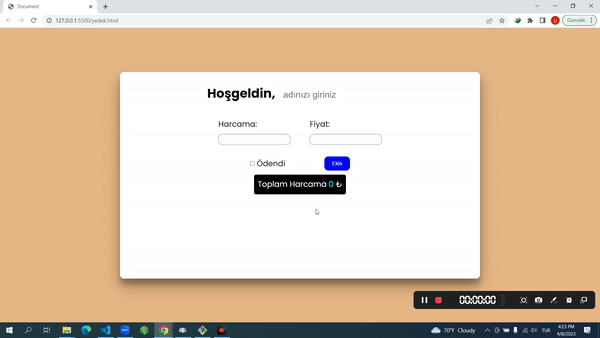 Document
127.0.0.1:5500/yedek.html
Güncelle
Hoşgeldin, adınızı giriniz
Harcama: Fiyat:
Ödendi Ekle
Toplam Harcama 0 ₺
00:00:00
70°F Cloudy
TUR
4:23 PM
4/8/2023